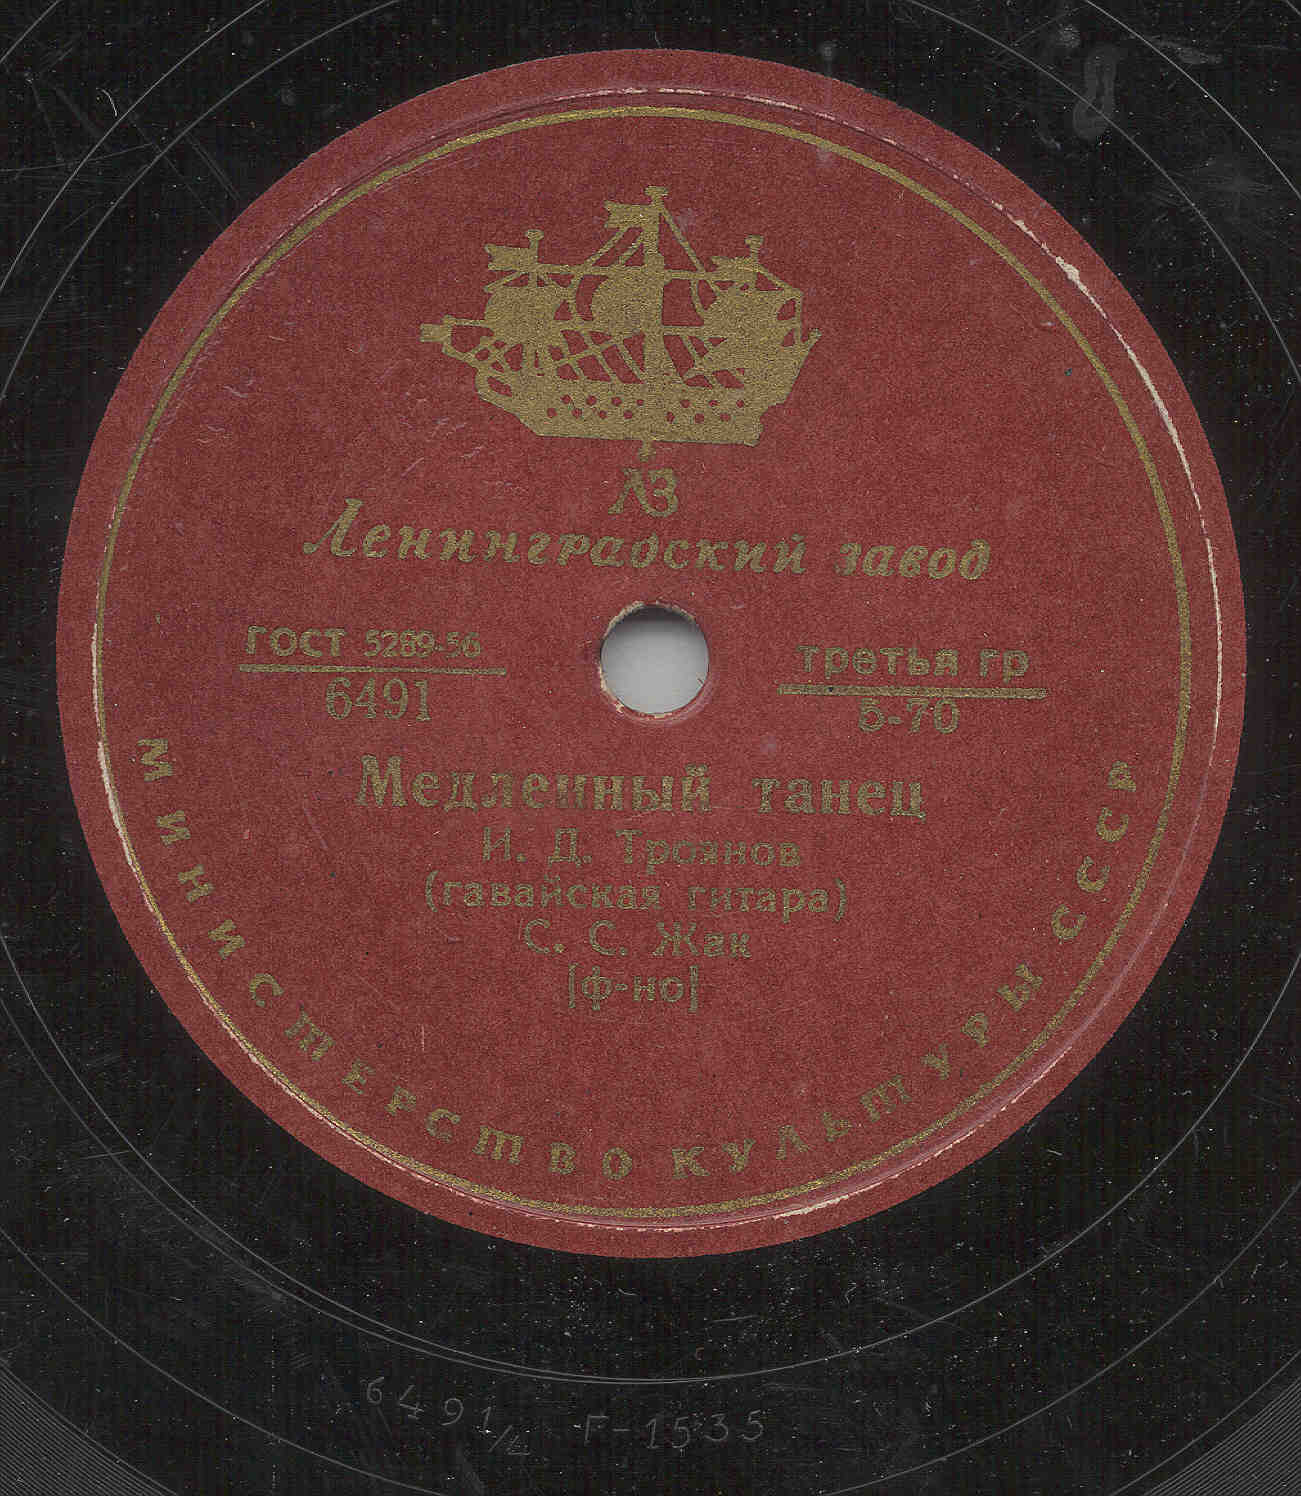 ЛЗ
Ленинградский завод
ГОСТ 5289-56
6491
третья гр
5-70
Медленный танец
И. Д. Троянов
(гавайская гитара)
С. С. Жак
[ф-но]
МИНИСТЕРСТВО КУЛЬТУРЫ СССР
6491/2 Г-1535